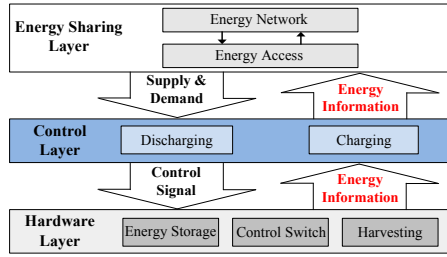 Energy Sharing
Layer
Energy Network
Energy Access
Supply &
Demand
Energy
Information
Control
Layer
Discharging
Charging
Control
Signal
Energy
Information
Hardware
Layer
Energy Storage
Control Switch
Harvesting